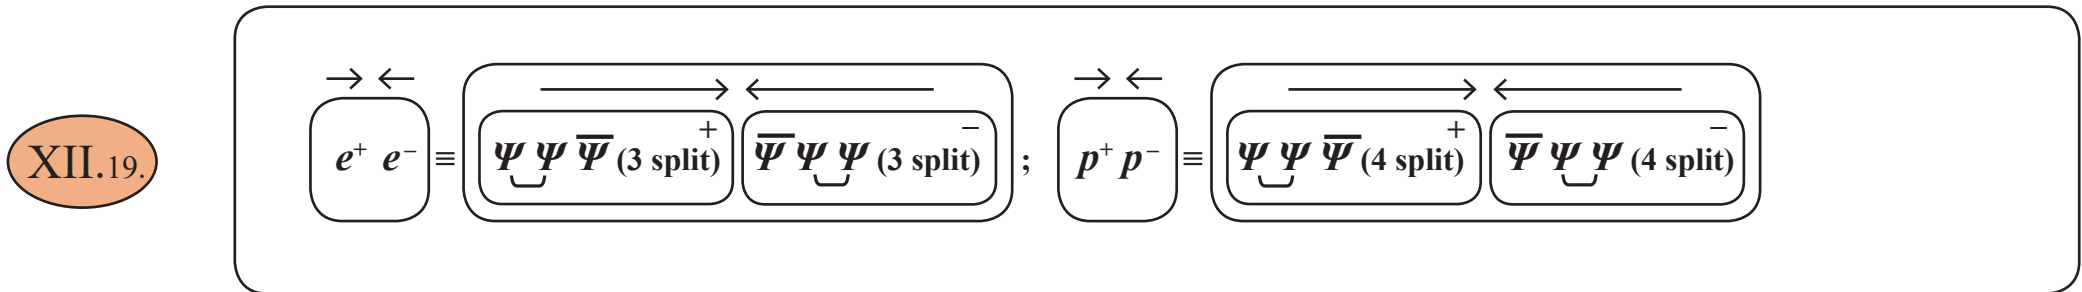 XII.19.
→ ← → ←
e⁺ e⁻ ≡ Ψ Ψ Ψ̅ (3 split)⁺ Ψ̅ Ψ Ψ (3 split)⁻ ; p⁺ p⁻ ≡ Ψ Ψ Ψ̅ (4 split)⁺ Ψ̅ Ψ Ψ (4 split)⁻